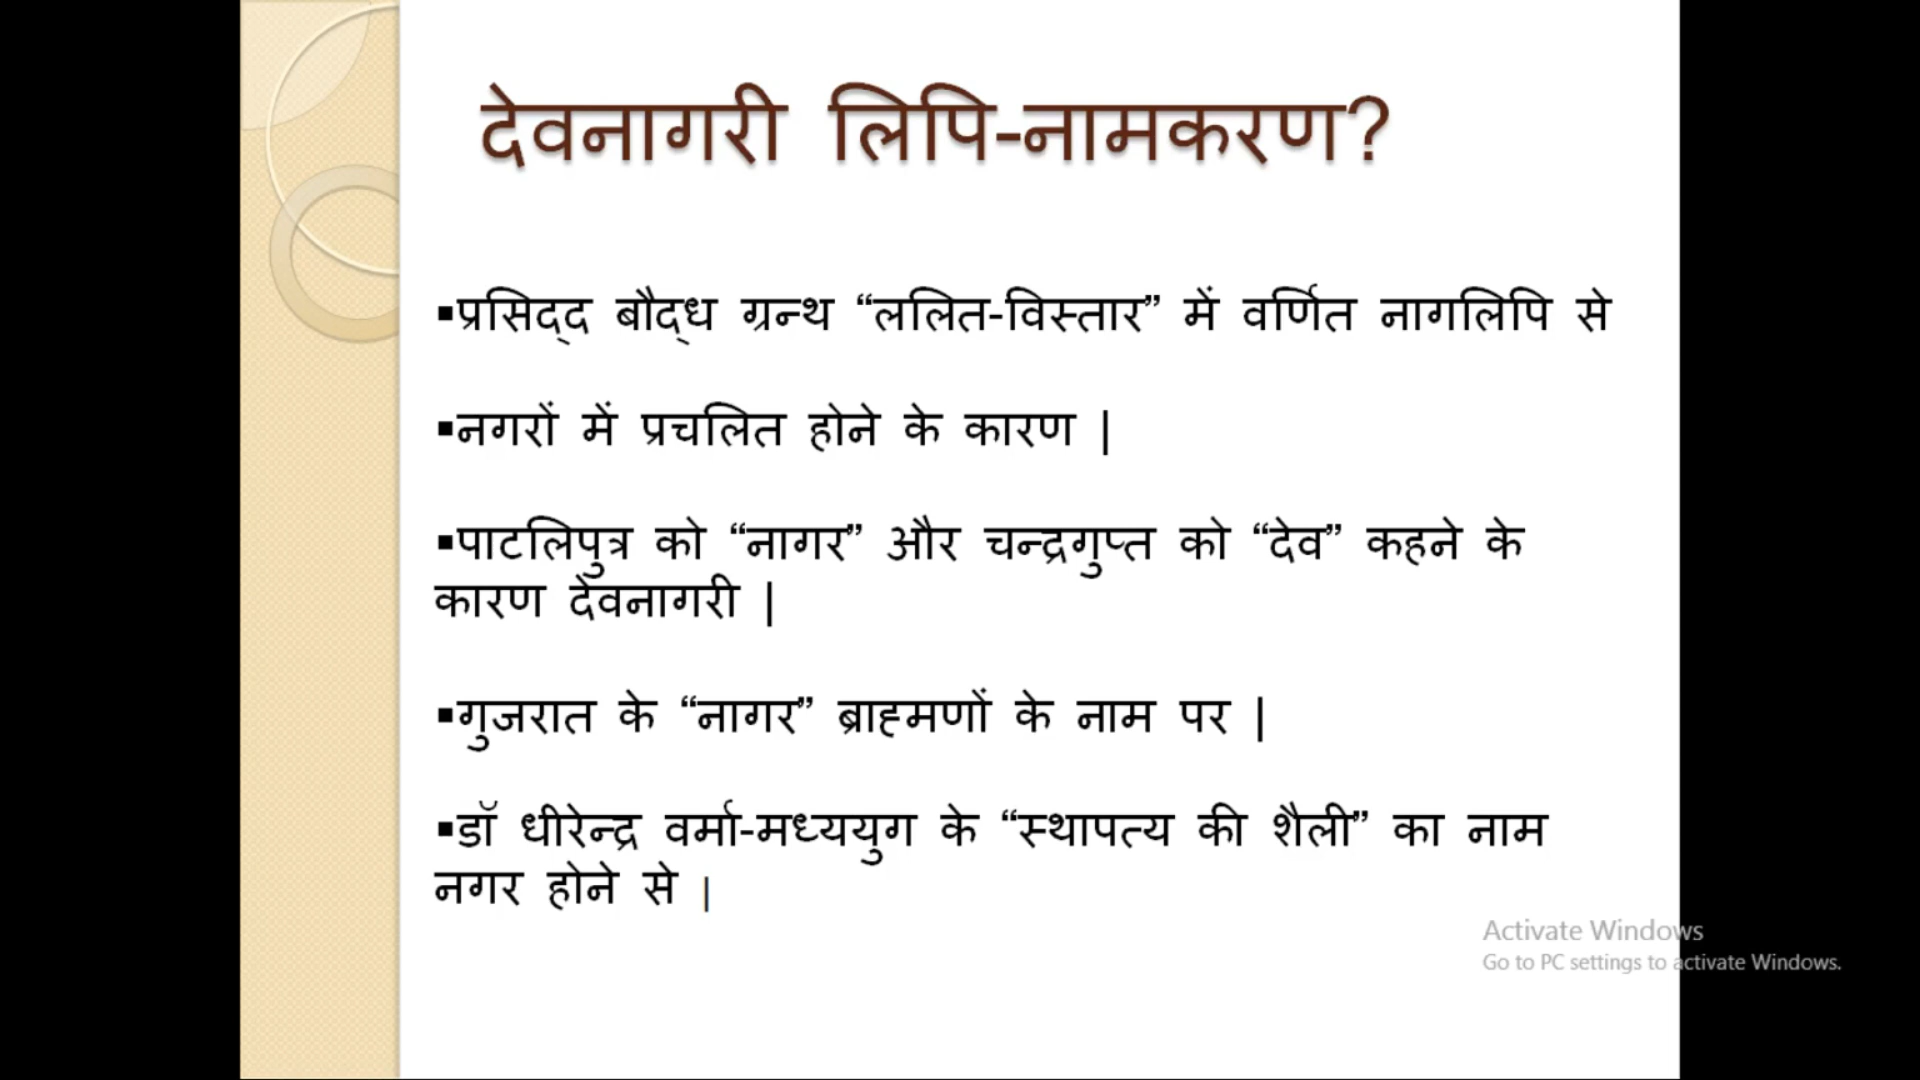 देवनागरी लिपि-नामकरण?
▪प्रसिद्द बौद्ध ग्रन्थ “ललित-विस्तार” में वर्णित नागलिपि से
▪नगरों में प्रचलित होने के कारण |
▪पाटलिपुत्र को “नागर” और चन्द्रगुप्त को “देव” कहने के
कारण देवनागरी |
▪गुजरात के “नागर” ब्राह्मणों के नाम पर |
▪डॉ धीरेन्द्र वर्मा-मध्ययुग के “स्थापत्य की शैली” का नाम
नगर होने से |
Activate Windows
Go to PC settings to activate Windows.